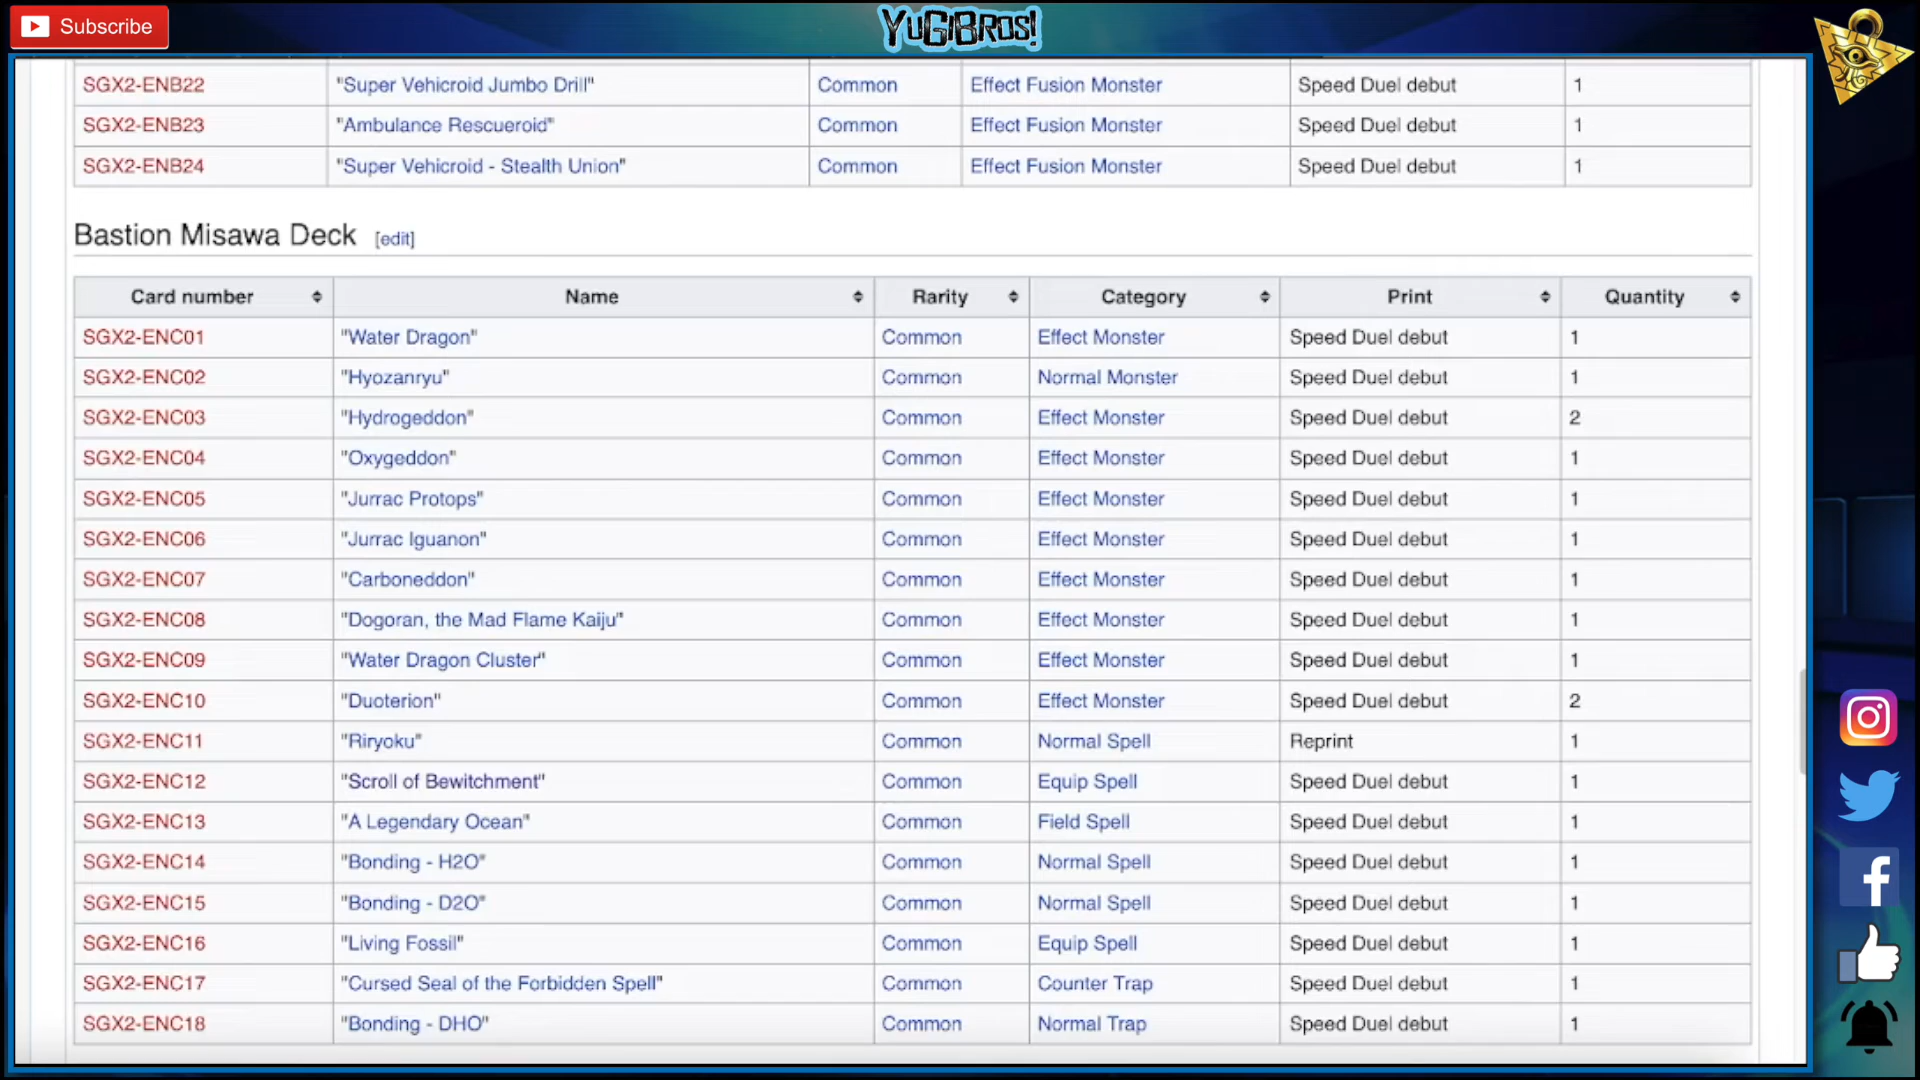 Subscribe
YUGIBROS!
SGX2-ENB22 "Super Vehicroid Jumbo Drill" Common Effect Fusion Monster Speed Duel debut 1
SGX2-ENB23 "Ambulance Rescueroid" Common Effect Fusion Monster Speed Duel debut 1
SGX2-ENB24 "Super Vehicroid - Stealth Union" Common Effect Fusion Monster Speed Duel debut 1
Bastion Misawa Deck [edit]
Card number Name Rarity Category Print Quantity
SGX2-ENC01 "Water Dragon" Common Effect Monster Speed Duel debut 1
SGX2-ENC02 "Hyozanryu" Common Normal Monster Speed Duel debut 1
SGX2-ENC03 "Hydrogeddon" Common Effect Monster Speed Duel debut 2
SGX2-ENC04 "Oxygeddon" Common Effect Monster Speed Duel debut 1
SGX2-ENC05 "Jurrac Protops" Common Effect Monster Speed Duel debut 1
SGX2-ENC06 "Jurrac Iguanon" Common Effect Monster Speed Duel debut 1
SGX2-ENC07 "Carboneddon" Common Effect Monster Speed Duel debut 1
SGX2-ENC08 "Dogoran, the Mad Flame Kaiju" Common Effect Monster Speed Duel debut 1
SGX2-ENC09 "Water Dragon Cluster" Common Effect Monster Speed Duel debut 1
SGX2-ENC10 "Duoterion" Common Effect Monster Speed Duel debut 2
SGX2-ENC11 "Riryoku" Common Normal Spell Reprint 1
SGX2-ENC12 "Scroll of Bewitchment" Common Equip Spell Speed Duel debut 1
SGX2-ENC13 "A Legendary Ocean" Common Field Spell Speed Duel debut 1
SGX2-ENC14 "Bonding - H2O" Common Normal Spell Speed Duel debut 1
SGX2-ENC15 "Bonding - D2O" Common Normal Spell Speed Duel debut 1
SGX2-ENC16 "Living Fossil" Common Equip Spell Speed Duel debut 1
SGX2-ENC17 "Cursed Seal of the Forbidden Spell" Common Counter Trap Speed Duel debut 1
SGX2-ENC18 "Bonding - DHO" Common Normal Trap Speed Duel debut 1